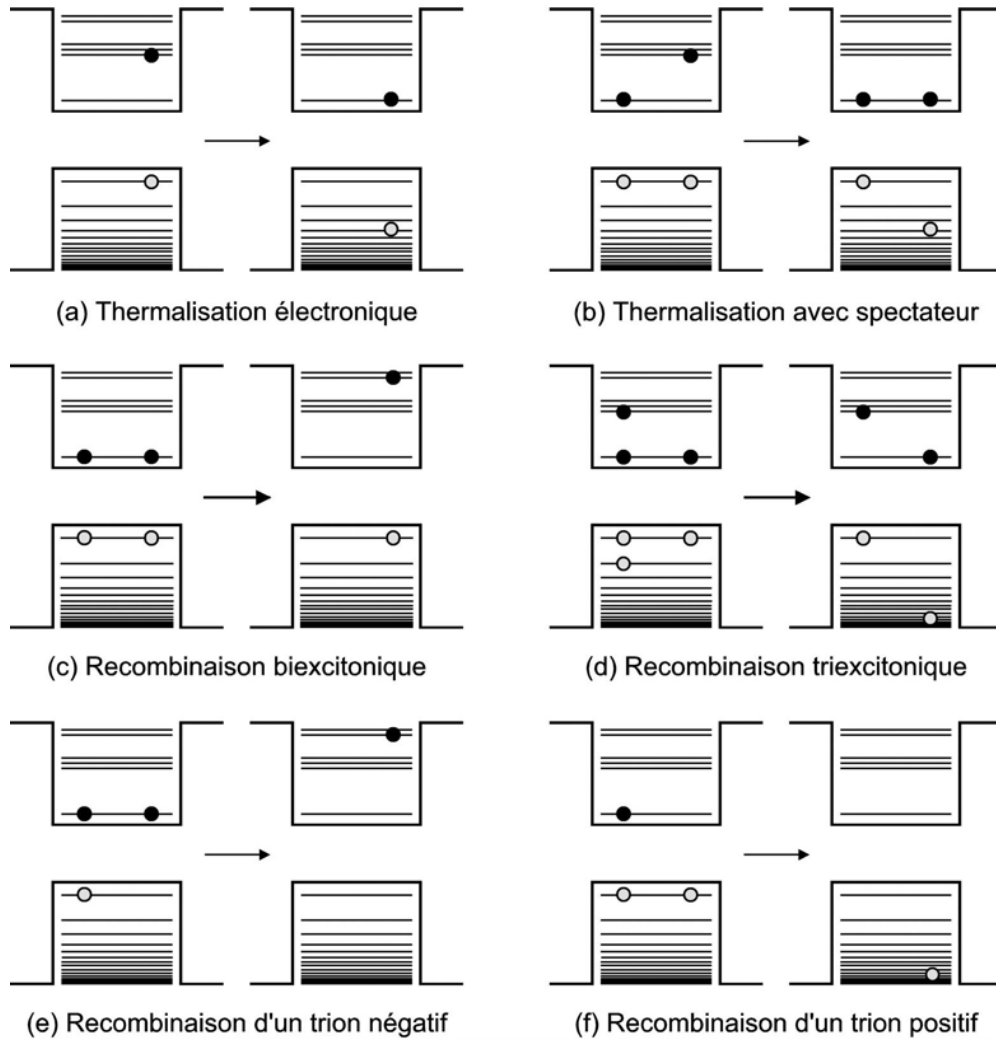 (a) Thermalisation électronique
(b) Thermalisation avec spectateur
(c) Recombinaison biexcitonique
(d) Recombinaison triexcitonique
(e) Recombinaison d'un trion négatif
(f) Recombinaison d'un trion positif